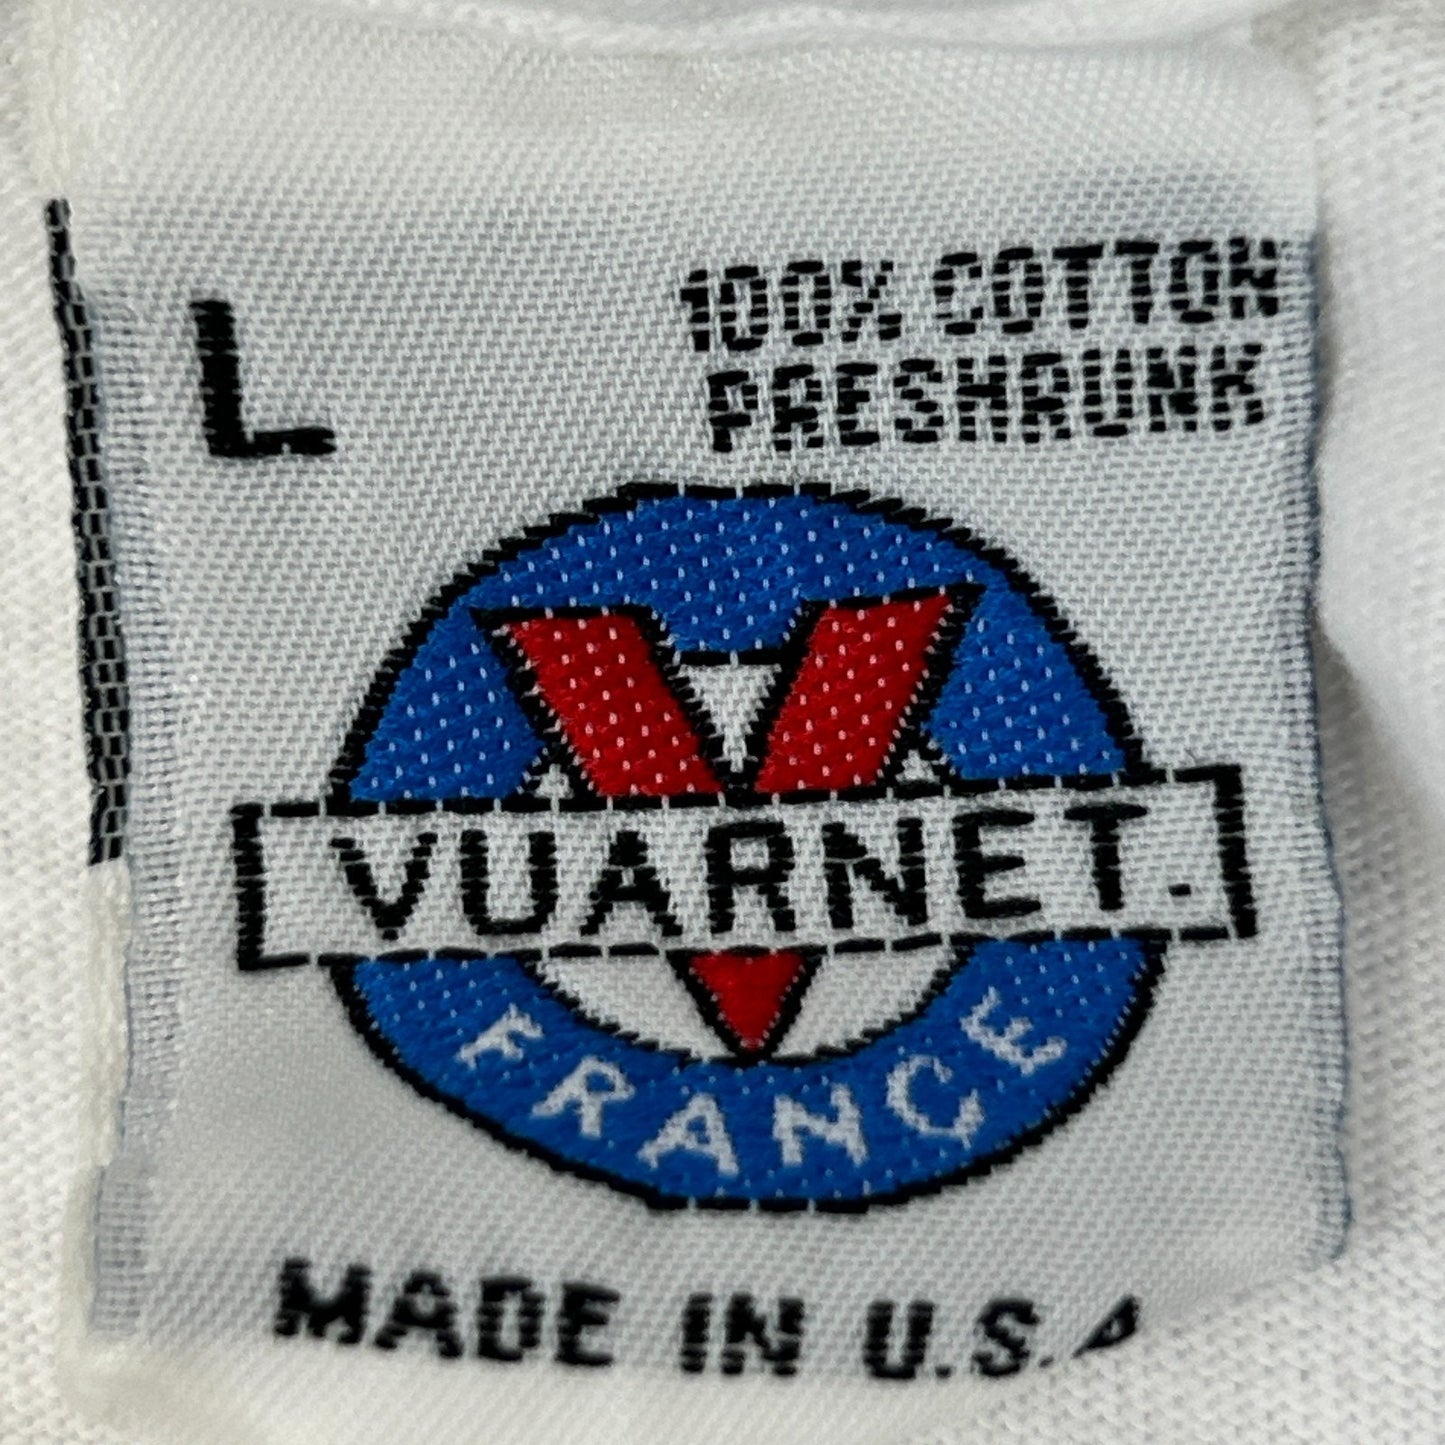 L
100% COTTON
PRESHRUNK
VUARNET.
FRANCE
MADE IN U.S.A